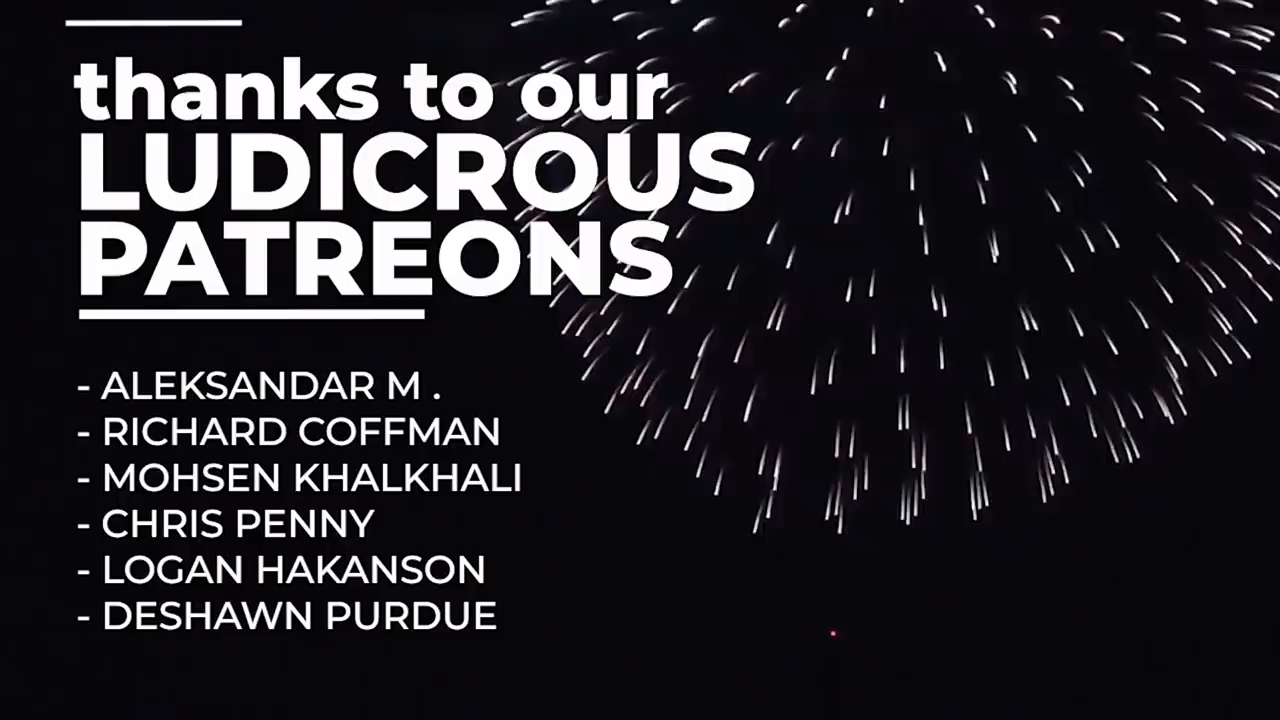 thanks to our
LUDICROUS
PATREONS
- ALEKSANDAR M .
- RICHARD COFFMAN
- MOHSEN KHALKHALI
- CHRIS PENNY
- LOGAN HAKANSON
- DESHAWN PURDUE